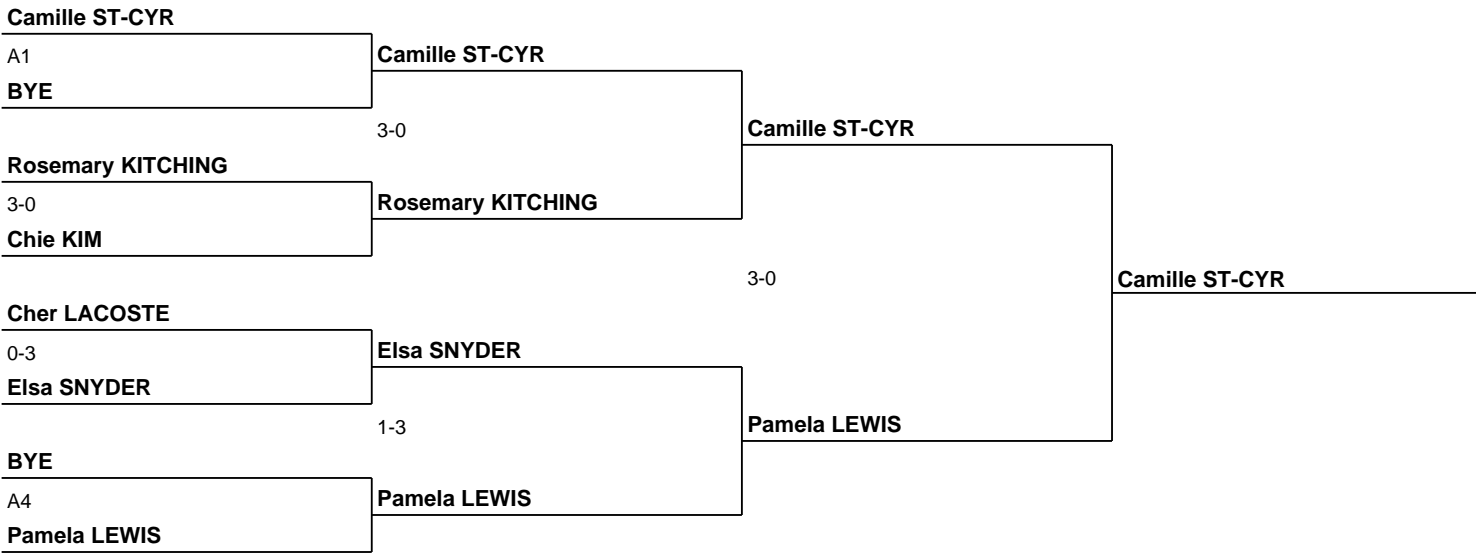 Camille ST-CYR
A1
Camille ST-CYR
BYE
3-0
Camille ST-CYR
Rosemary KITCHING
3-0
Rosemary KITCHING
Chie KIM
3-0
Camille ST-CYR
Cher LACOSTE
0-3
Elsa SNYDER
Elsa SNYDER
1-3
Pamela LEWIS
BYE
A4
Pamela LEWIS
Pamela LEWIS